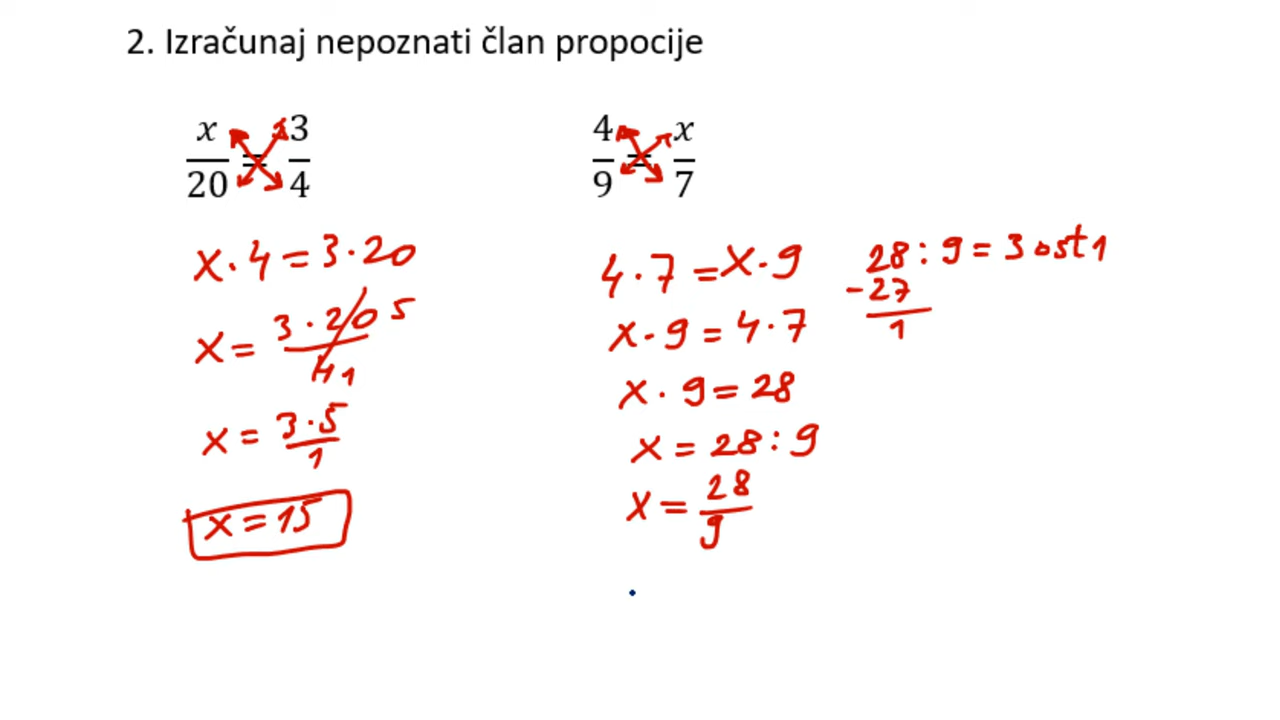 2. Izračunaj nepoznati član propocije
x/20 = 3/4
x · 4 = 3 · 20
x = 3 · 20 5 / 4 1
x = 3 · 5 / 1
x = 15
4/9 = x/7
4 · 7 = x · 9
x · 9 = 4 · 7
x · 9 = 28
x = 28 : 9
x = 28/9
28 : 9 = 3 ost 1
-27
1